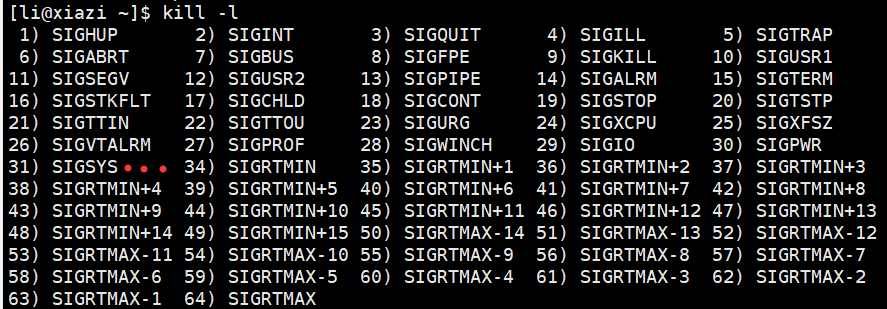 [li@xiazi ~]$ kill -l
1) SIGHUP 2) SIGINT 3) SIGQUIT 4) SIGILL 5) SIGTRAP
6) SIGABRT 7) SIGBUS 8) SIGFPE 9) SIGKILL 10) SIGUSR1
11) SIGSEGV 12) SIGUSR2 13) SIGPIPE 14) SIGALRM 15) SIGTERM
16) SIGSTKFLT 17) SIGCHLD 18) SIGCONT 19) SIGSTOP 20) SIGTSTP
21) SIGTTIN 22) SIGTTOU 23) SIGURG 24) SIGXCPU 25) SIGXFSZ
26) SIGVTALRM 27) SIGPROF 28) SIGWINCH 29) SIGIO 30) SIGPWR
31) SIGSYS 34) SIGRTMIN 35) SIGRTMIN+1 36) SIGRTMIN+2 37) SIGRTMIN+3
38) SIGRTMIN+4 39) SIGRTMIN+5 40) SIGRTMIN+6 41) SIGRTMIN+7 42) SIGRTMIN+8
43) SIGRTMIN+9 44) SIGRTMIN+10 45) SIGRTMIN+11 46) SIGRTMIN+12 47) SIGRTMIN+13
48) SIGRTMIN+14 49) SIGRTMIN+15 50) SIGRTMAX-14 51) SIGRTMAX-13 52) SIGRTMAX-12
53) SIGRTMAX-11 54) SIGRTMAX-10 55) SIGRTMAX-9 56) SIGRTMAX-8 57) SIGRTMAX-7
58) SIGRTMAX-6 59) SIGRTMAX-5 60) SIGRTMAX-4 61) SIGRTMAX-3 62) SIGRTMAX-2
63) SIGRTMAX-1 64) SIGRTMAX